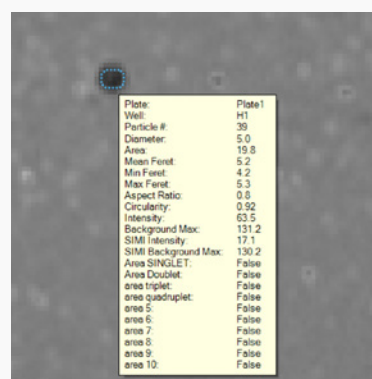 Plate: Plate1
Well: H1
Particle #: 39
Diameter: 5.0
Area: 19.8
Mean Feret: 5.2
Min Feret: 4.2
Max Feret: 5.3
Aspect Ratio: 0.8
Circularity: 0.92
Intensity: 63.5
Background Max: 131.2
SIMI Intensity: 17.1
SIMI Background Max: 130.2
Area SINGLET: False
Area Doublet: False
area triplet: False
area quadruplet: False
area 5: False
area 6: False
area 7: False
area 8: False
area 9: False
area 10: False